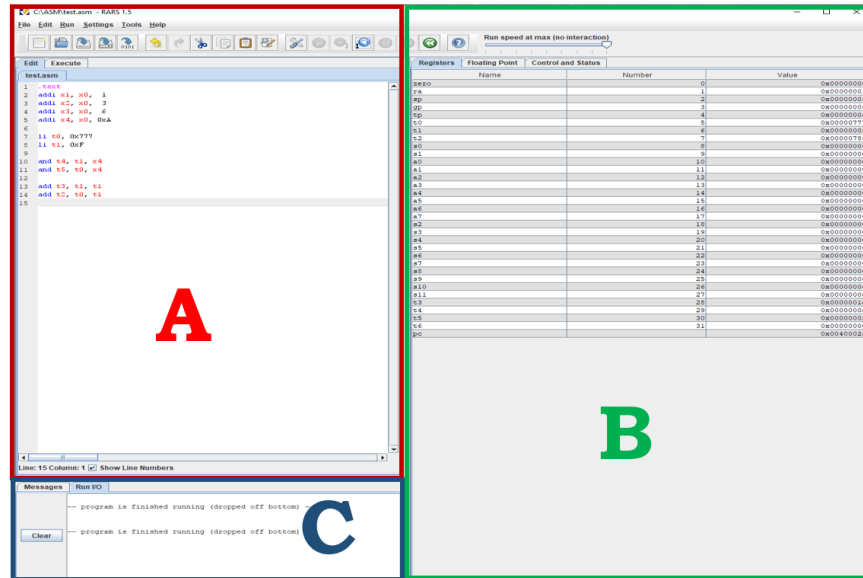 C:\ASM\test.asm - RARS 1.5
File Edit Run Settings Tools Help
Run speed at max (no interaction)
Edit Execute
test.asm
1 .text
2 addi x1, x0, 1
3 addi x2, x0, 3
4 addi x3, x0, 6
5 addi x4, x0, 0xA
6
7 li t0, 0x777
8 li t1, 0xF
9
10 and t4, t1, x4
11 and t5, t0, x4
12
13 add t3, t1, t1
14 add t2, t0, t1
15
A
Line: 15 Column: 1 Show Line Numbers
Messages Run I/O
-- program is finished running (dropped off bottom) --
-- program is finished running (dropped off bottom)
Clear
C
Registers Floating Point Control and Status
Name Number Value
zero 0
ra 1
sp 2
gp 3
tp 4
t0 5
t1 6
t2 7
s0 8
s1 9
a0 10
a1 11
a2 12
a3 13
a4 14
a5 15
a6 16
a7 17
s2 18
s3 19
s4 20
s5 21
s6 22
s7 23
s8 24
s9 25
s10 26
s11 27
t3 28
t4 29
t5 30
t6 31
pc
B